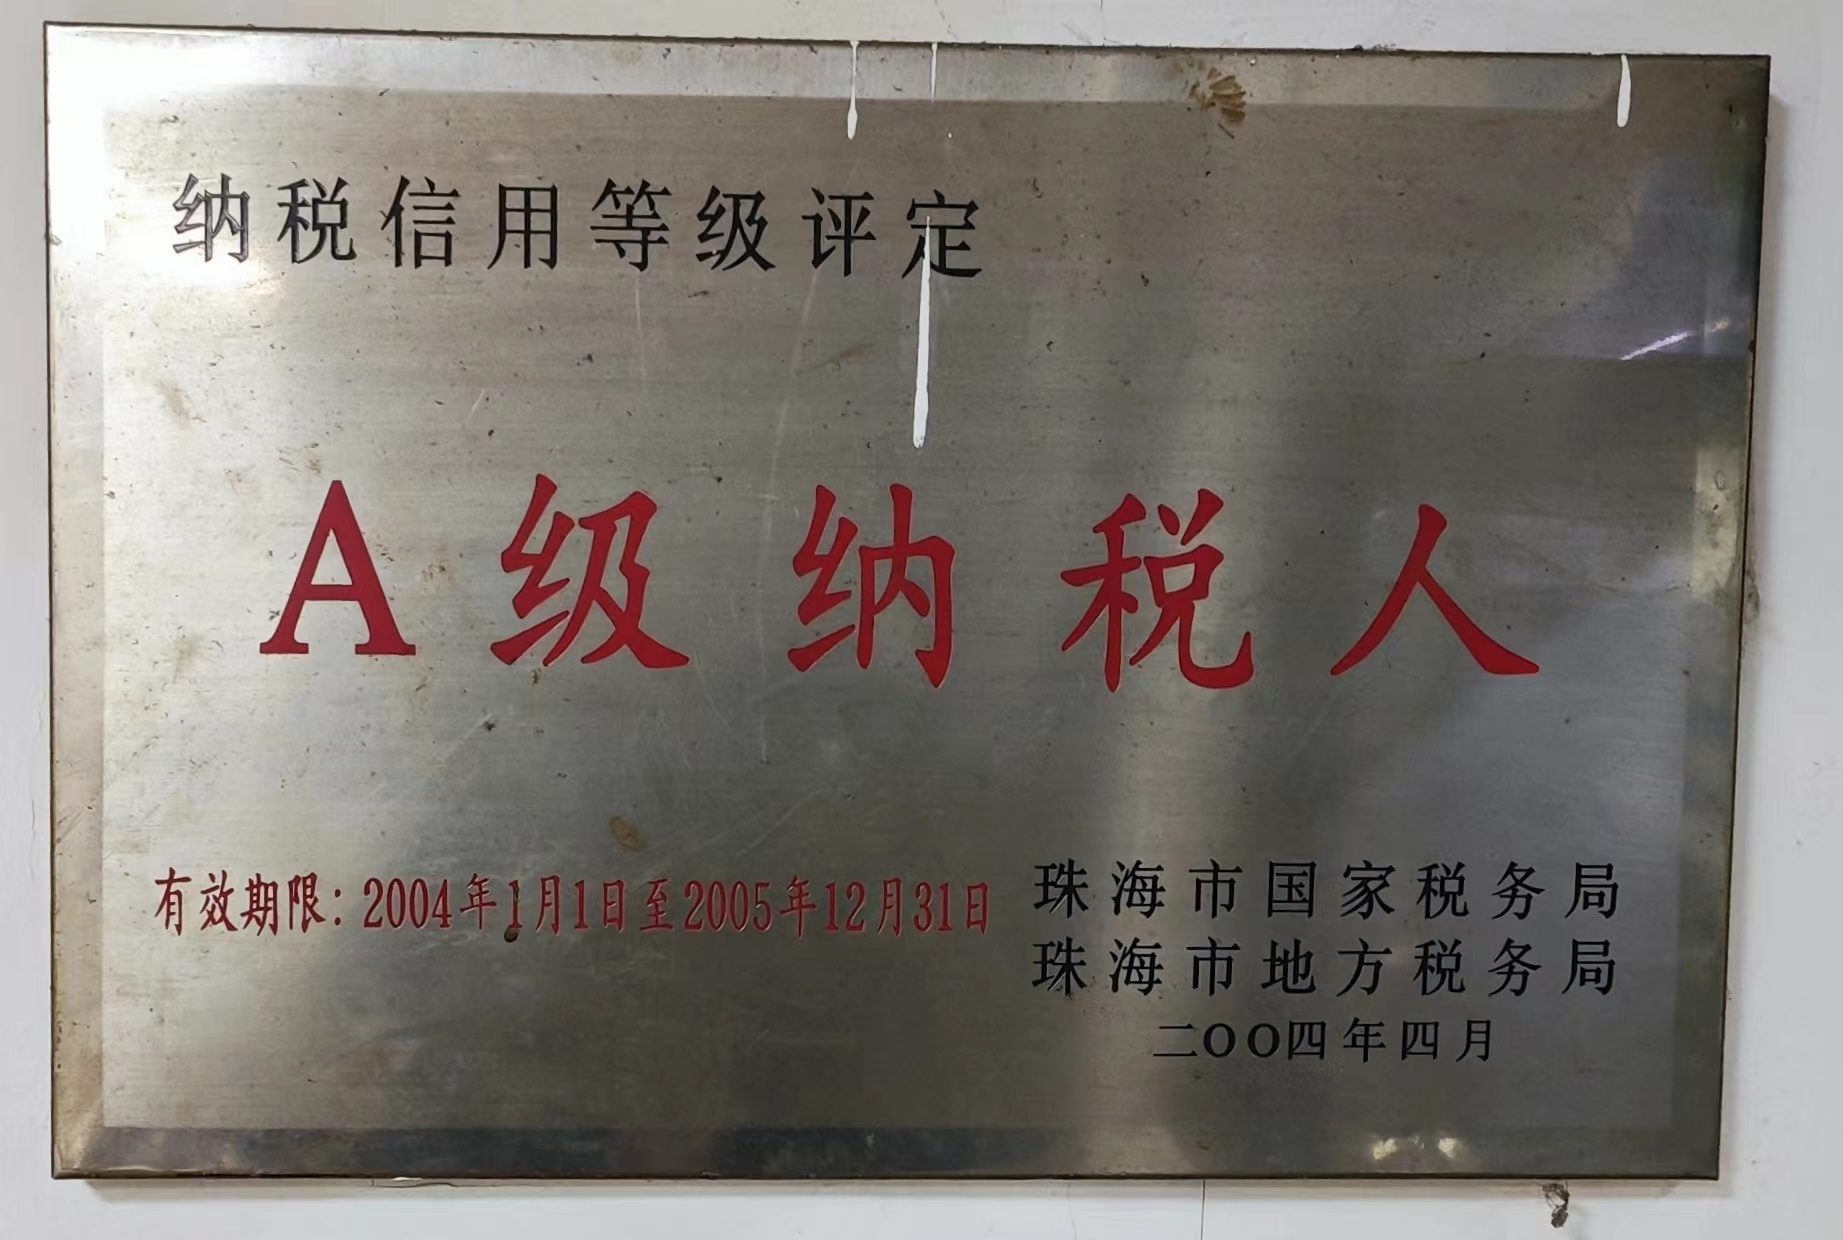 纳税信用等级评定
A级纳税人
有效期限：2004年1月1日至2005年12月31日
珠海市国家税务局
珠海市地方税务局
二〇〇四年四月